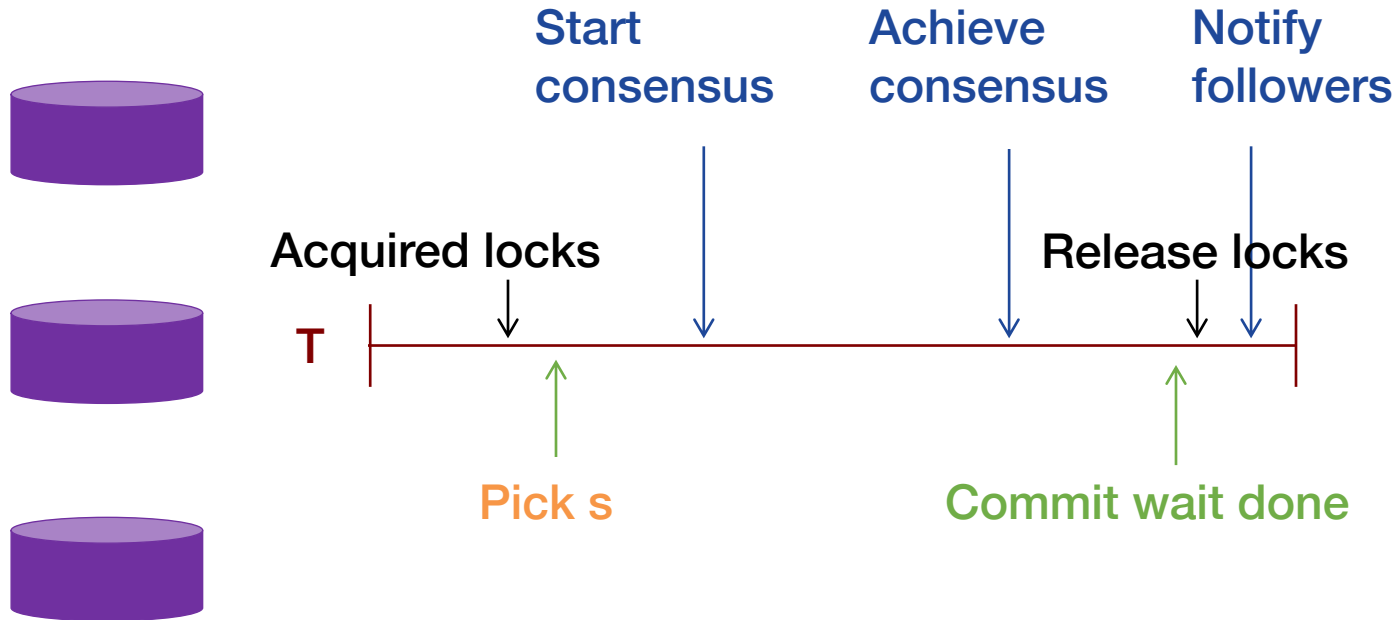 Start
consensus
Achieve
consensus
Notify
followers
Acquired locks
Release locks
T
Pick s
Commit wait done